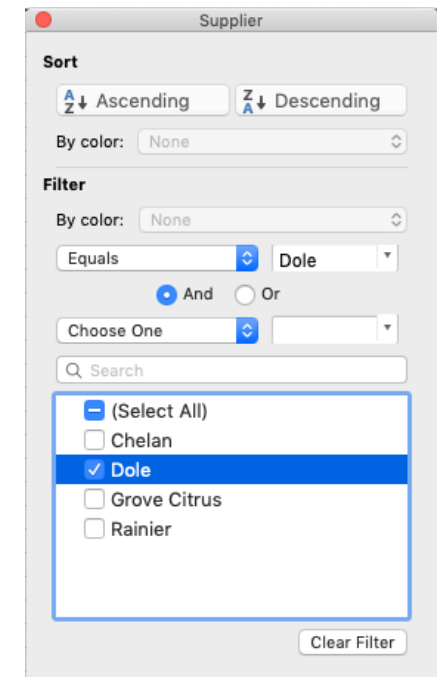 Supplier
Sort
A Z Ascending Z A Descending
By color: None
Filter
By color: None
Equals Dole
And Or
Choose One
Search
(Select All)
Chelan
Dole
Grove Citrus
Rainier
Clear Filter